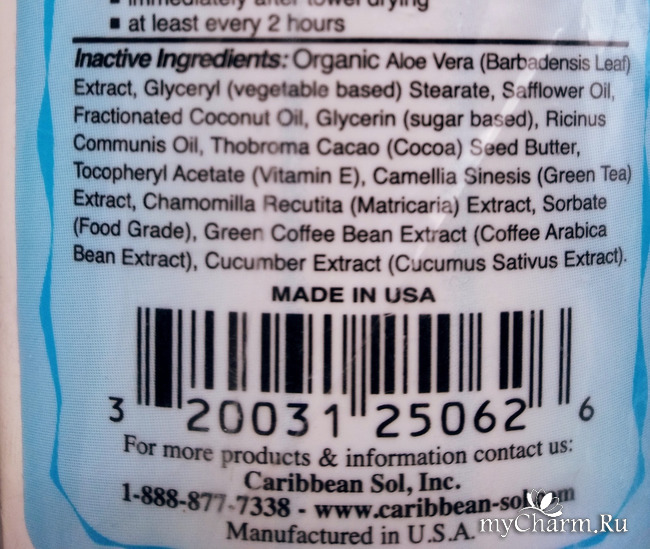 immediately after towel drying
▪ at least every 2 hours
Inactive Ingredients: Organic Aloe Vera (Barbadensis Leaf)
Extract, Glyceryl (vegetable based) Stearate, Safflower Oil,
Fractionated Coconut Oil, Glycerin (sugar based), Ricinus
Communis Oil, Thobroma Cacao (Cocoa) Seed Butter,
Tocopheryl Acetate (Vitamin E), Camellia Sinesis (Green Tea)
Extract, Chamomilla Recutita (Matricaria) Extract, Sorbate
(Food Grade), Green Coffee Bean Extract (Coffee Arabica
Bean Extract), Cucumber Extract (Cucumus Sativus Extract).
MADE IN USA
3 20031 25062 6
For more products & information contact us:
Caribbean Sol, Inc.
1-888-877-7338 - www.caribbean-sol.com
Manufactured in U.S.A.
myCharm.Ru